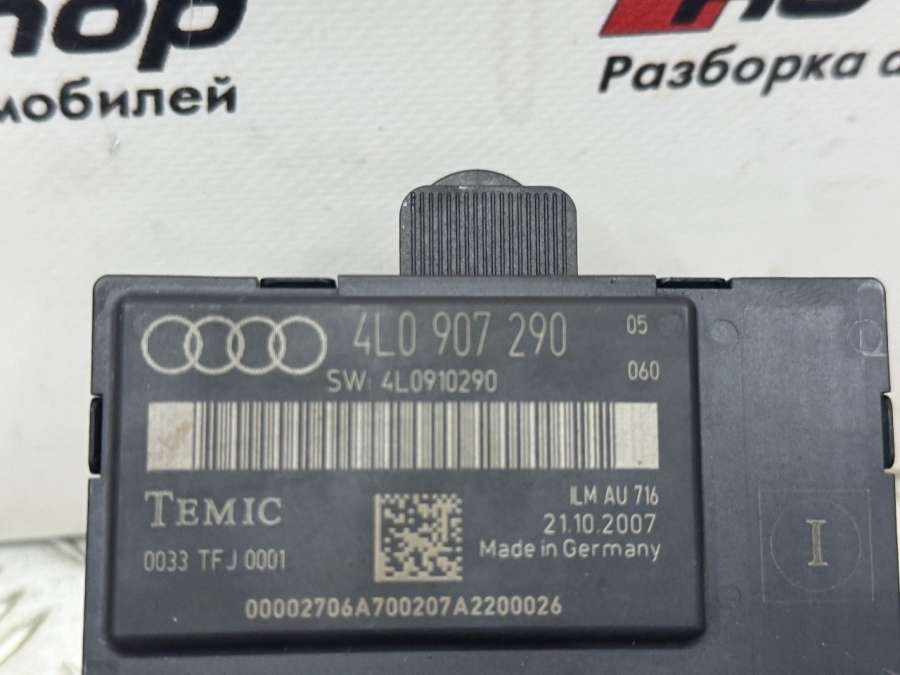 мобилей
Разборка а
4L0 907 290
05
SW: 4L0910290
060
TEMIC
ILM AU 716
21.10.2007
0033 TFJ 0001
Made in Germany
00002706A700207A2200026
I